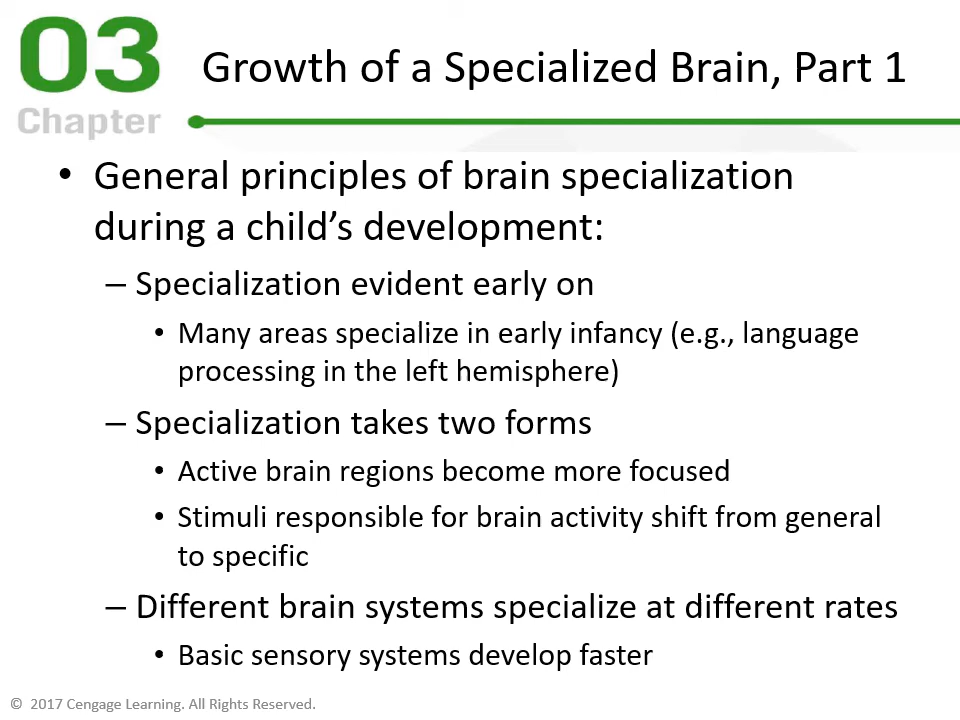 03
Chapter
Growth of a Specialized Brain, Part 1
• General principles of brain specialization
during a child’s development:
– Specialization evident early on
• Many areas specialize in early infancy (e.g., language
processing in the left hemisphere)
– Specialization takes two forms
• Active brain regions become more focused
• Stimuli responsible for brain activity shift from general
to specific
– Different brain systems specialize at different rates
• Basic sensory systems develop faster
© 2017 Cengage Learning. All Rights Reserved.